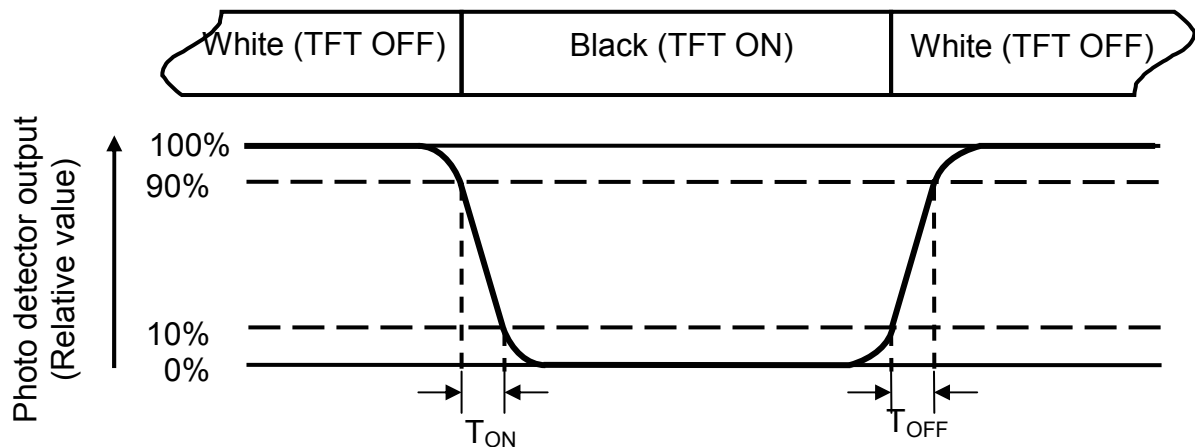 White (TFT OFF) Black (TFT ON) White (TFT OFF)
Photo detector output
(Relative value)
100%
90%
10%
0%
TON
TOFF